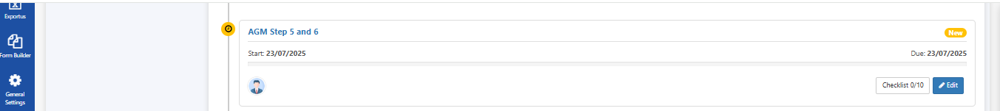 Exportus
Form Builder
General
Settings
AGM Step 5 and 6
New
Start: 23/07/2025
Due: 23/07/2025
Checklist 0/10
Edit